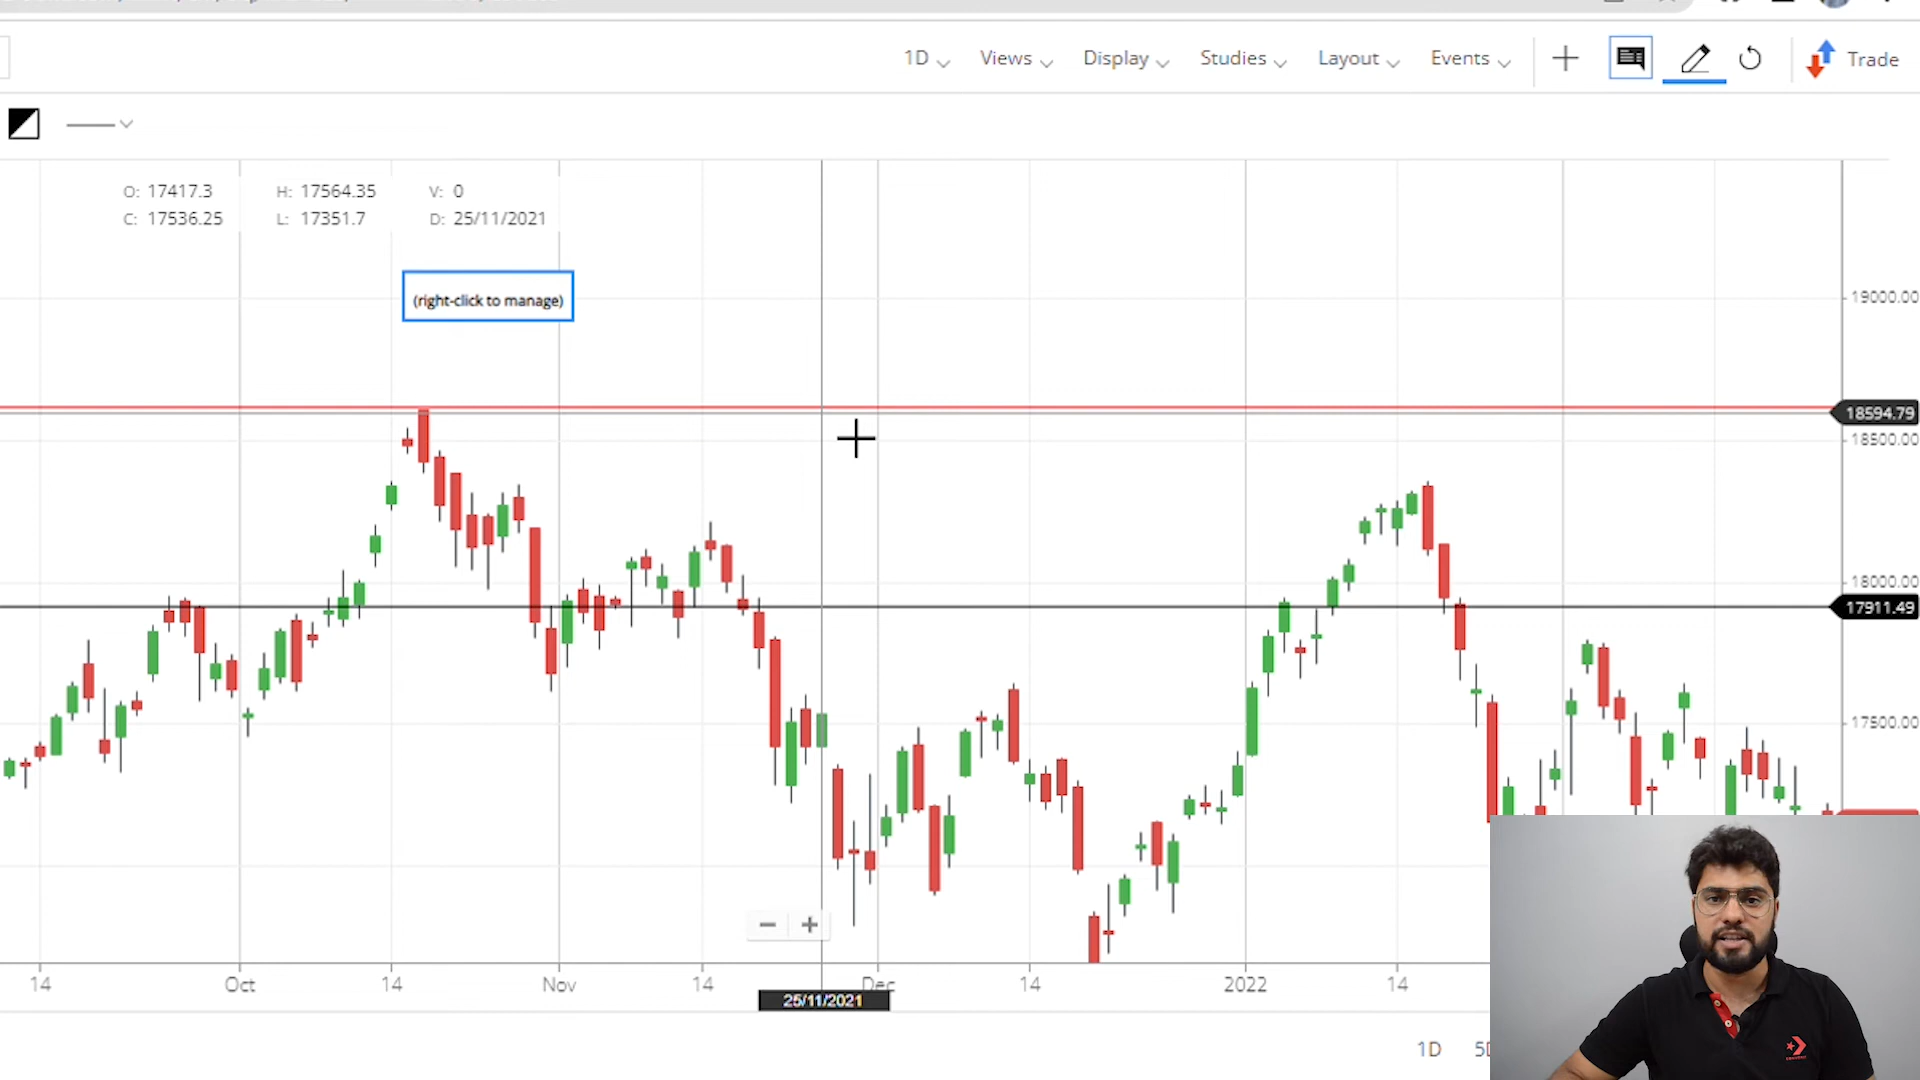 1D Views Display Studies Layout Events Trade
O: 17417.3 H: 17564.35 V: 0
C: 17536.25 L: 17351.7 D: 25/11/2021
(right-click to manage)
19000.00
18594.79
18500.00
18000.00
17911.49
17500.00
14 Oct 14 Nov 14 Dec 14 2022 14
25/11/2021
1D